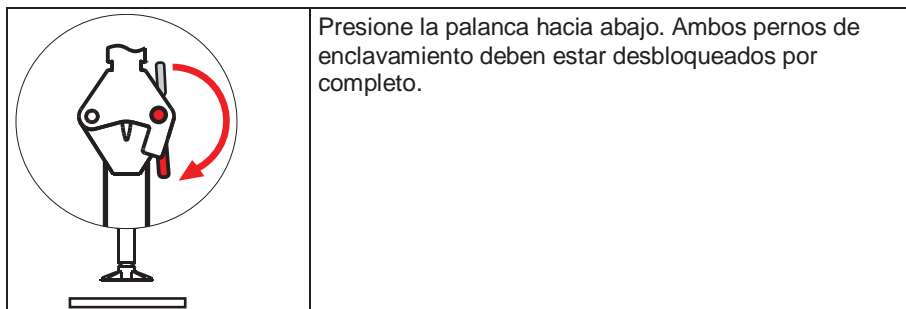 Presione la palanca hacia abajo. Ambos pernos de
enclavamiento deben estar desbloqueados por
completo.